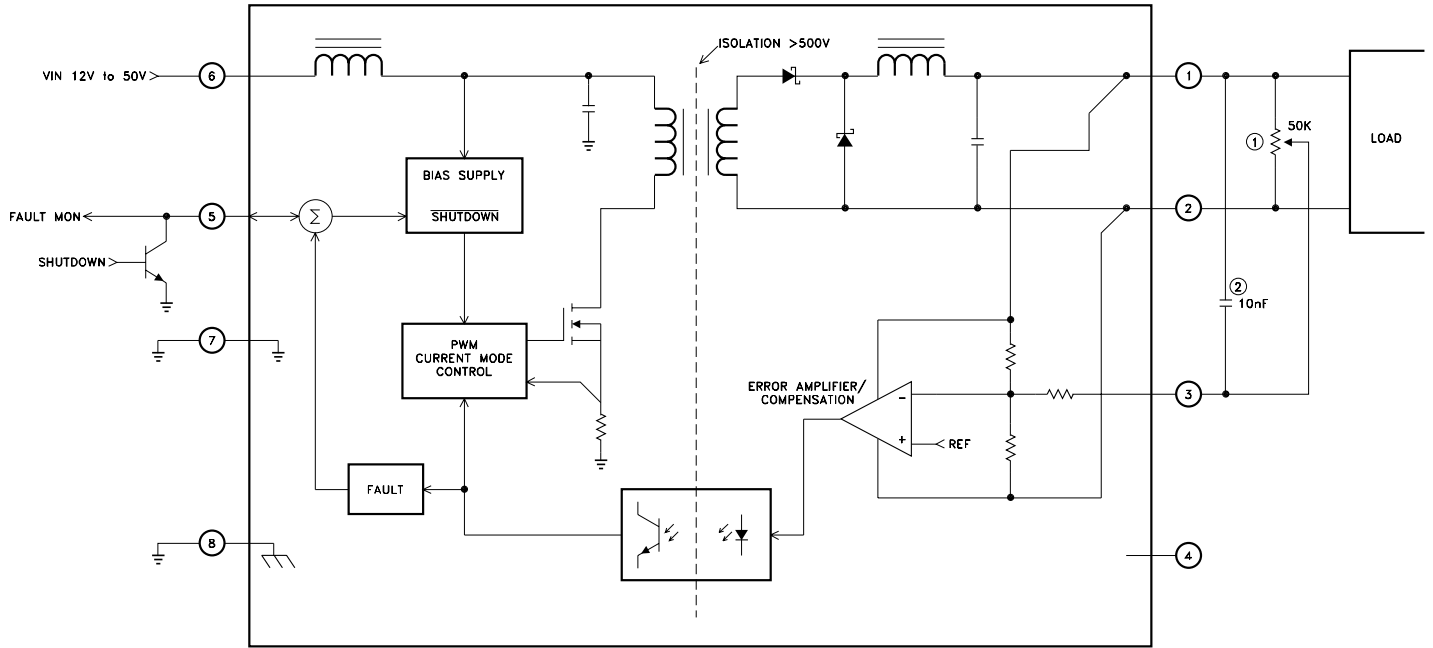 ISOLATION >500V
VIN 12V to 50V
6
1
50K
1
LOAD
BIAS SUPPLY
SHUTDOWN
FAULT MON
5
Σ
2
SHUTDOWN
2
10nF
7
PWM
CURRENT MODE
CONTROL
ERROR AMPLIFIER/
COMPENSATION
-
+
REF
3
FAULT
8
4